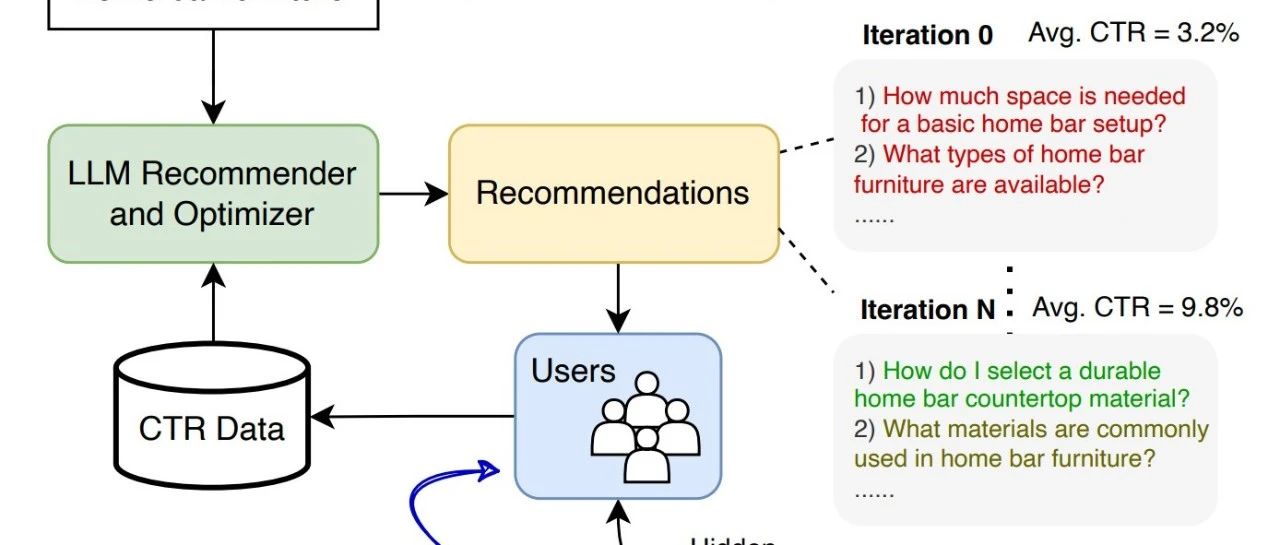 Iteration 0 Avg. CTR = 3.2%
1) How much space is needed
for a basic home bar setup?
2) What types of home bar
furniture are available?
......
LLM Recommender
and Optimizer
Recommendations
Iteration N Avg. CTR = 9.8%
1) How do I select a durable
home bar countertop material?
2) What materials are commonly
used in home bar furniture?
......
Users
CTR Data
Hidden